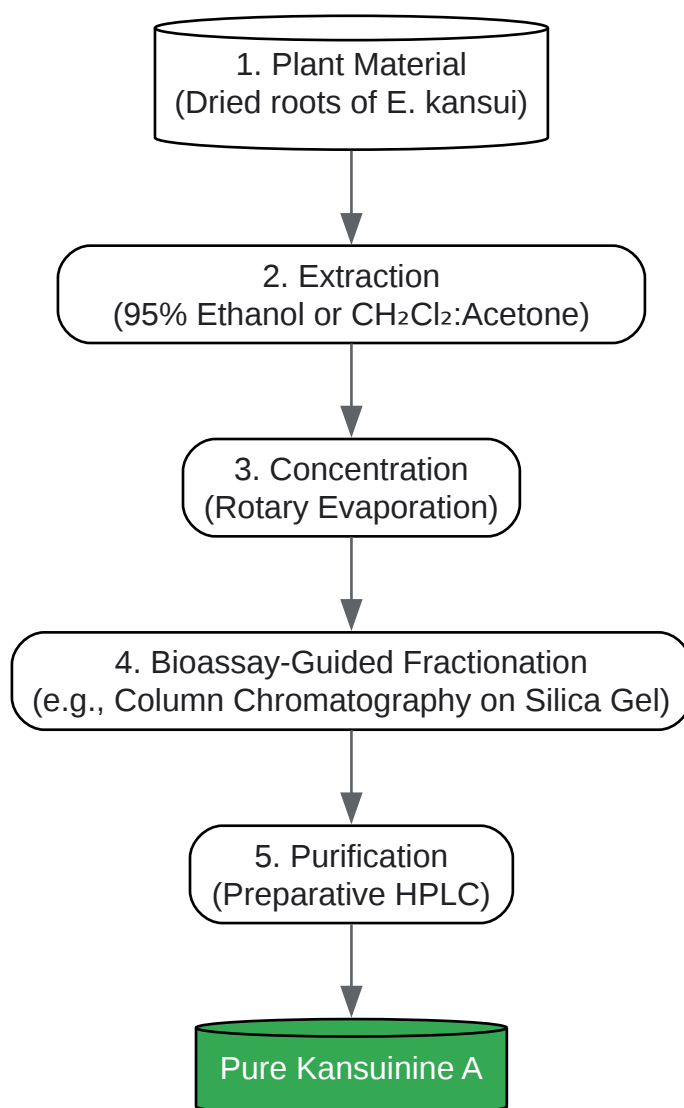 1. Plant Material
(Dried roots of E. kansui)
2. Extraction
(95% Ethanol or CH₂Cl₂:Acetone)
3. Concentration
(Rotary Evaporation)
4. Bioassay-Guided Fractionation
(e.g., Column Chromatography on Silica Gel)
5. Purification
(Preparative HPLC)
Pure Kansuinine A